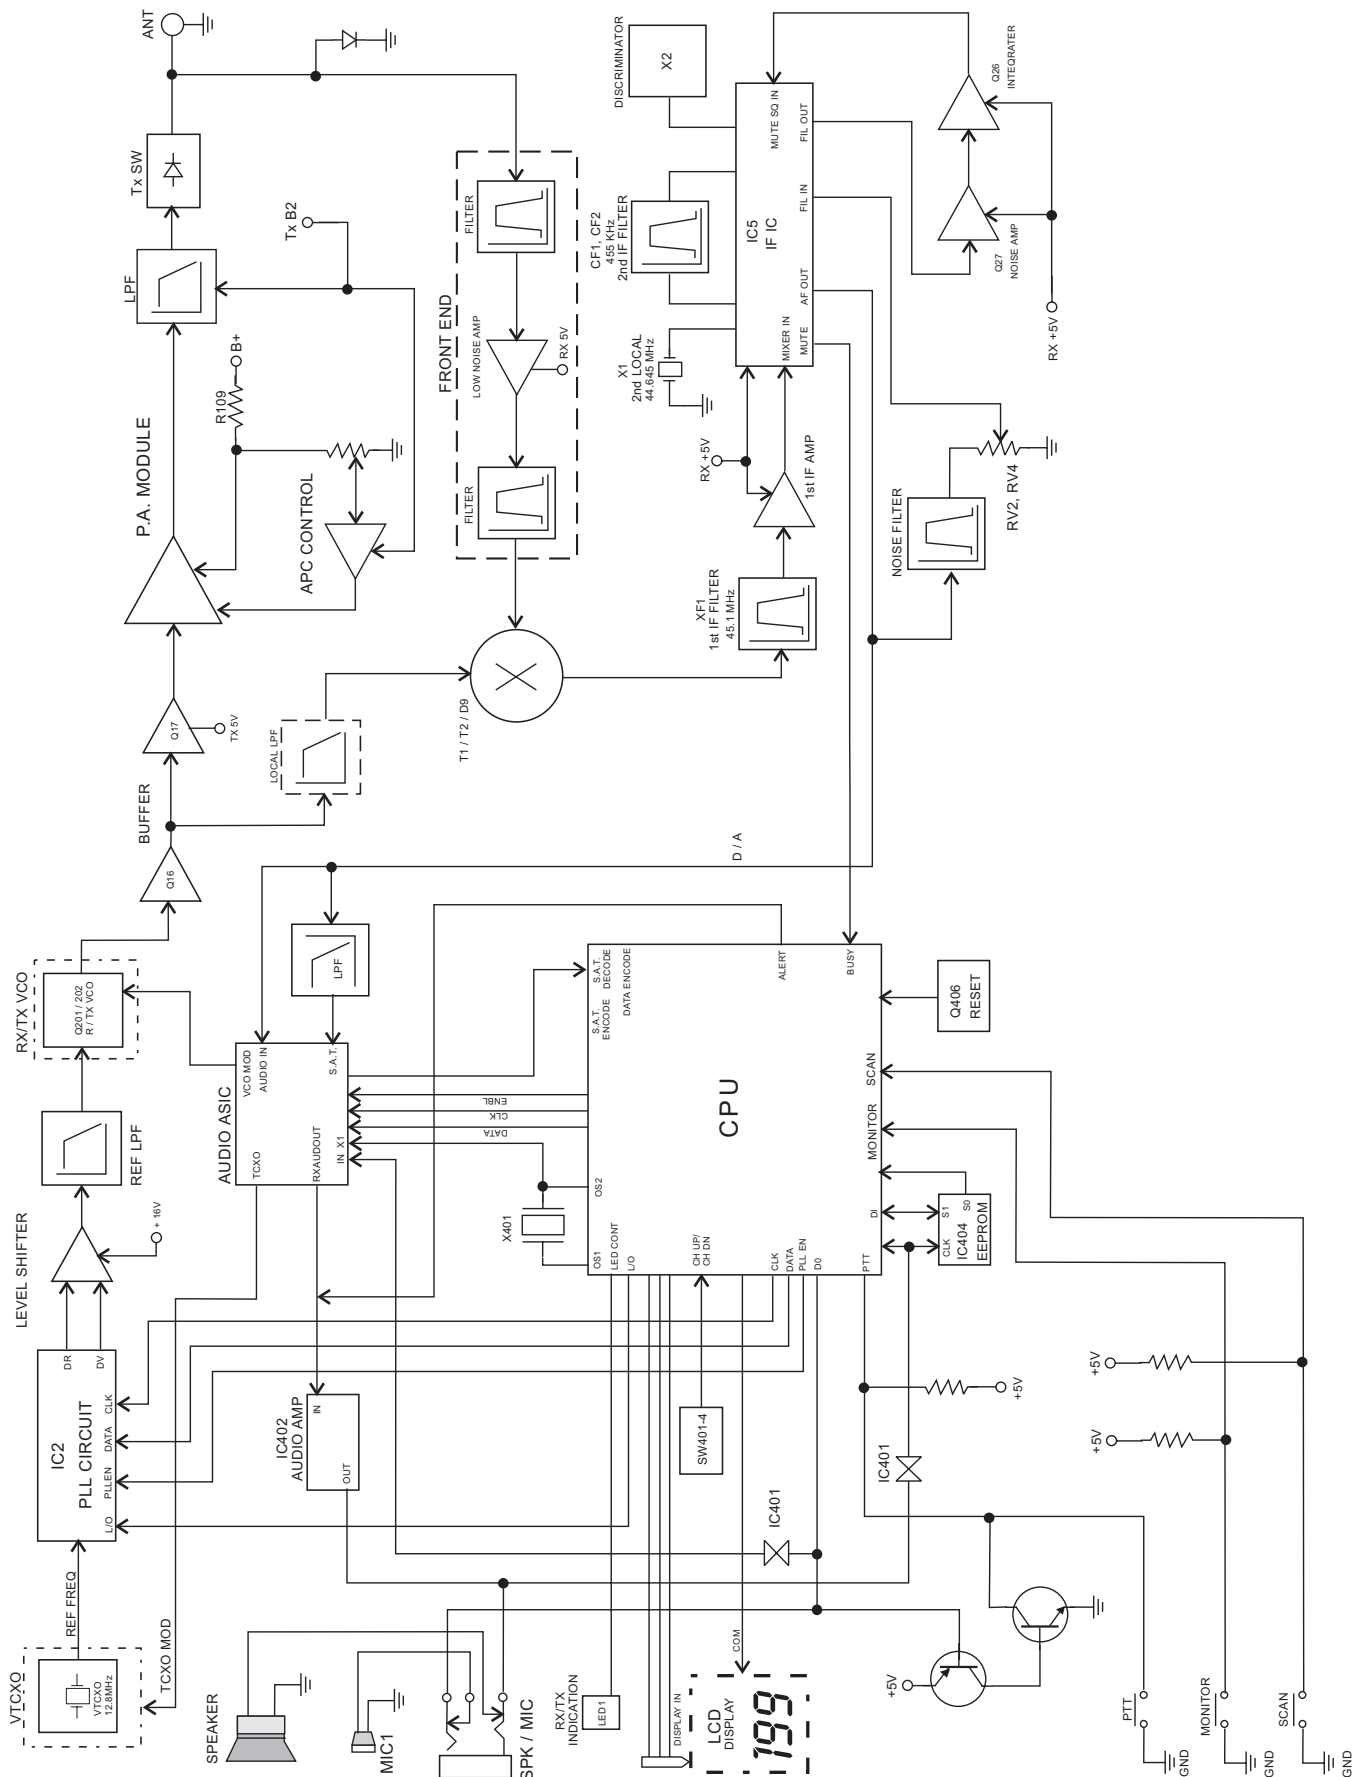 ANT
Tx SW
LPF
Tx B2
P.A. MODULE
R109
B+
APC CONTROL
BUFFER
Q17
TX 5V
Q16
LOCAL LPF
FRONT END
FILTER
LOW NOISE AMP
RX 5V
FILTER
T1 / T2 / D9
DISCRIMINATOR
X2
CF1, CF2
455 KHz
2nd IF FILTER
X1
2nd LOCAL
44.645 MHz
IC5
IF IC
MUTE SQ IN
FIL OUT
FIL IN
AF OUT
MIXER IN
MUTE
Q26
INTEQRATER
Q27
NOISE AMP
RX +5V
RX +5V
1st IF AMP
XF1
1st IF FILTER
45.1 MHz
NOISE FILTER
RV2, RV4
D / A
RX/TX VCO
Q201 / 202
R / TX VCO
REF LPF
LEVEL SHIFTER
+ 16V
IC2
PLL CIRCUIT
DR
DV
CLK
DATA
PLLEN
L/O
REF FREQ
VTCXO
VTCXO
12.8MHz
TCXO MOD
LPF
AUDIO ASIC
VCO MOD
AUDIO IN
S.A.T.
TCXO
RXAUDOUT
IN X1
ENBL
CLK
DATA
X401
IC402
AUDIO AMP
IN
OUT
CPU
S.A.T.
ENCODE
S.A.T.
DECODE
DATA ENCODE
ALERT
BUSY
OS2
OS1
LED CONT
L/O
CH UP/
CH DN
CLK
DATA
PLL EN
D0
PTT
DI
MONITOR
SCAN
Q406
RESET
CLK
S1
S0
IC404
EEPROM
SW401-4
IC401
IC401
+5V
+5V
+5V
+5V
SPEAKER
MIC1
SPK / MIC
RX/TX
INDICATION
LED1
DISPLAY IN
COM
LCD
DISPLAY
199
PTT
GND
MONITOR
GND
SCAN
GND